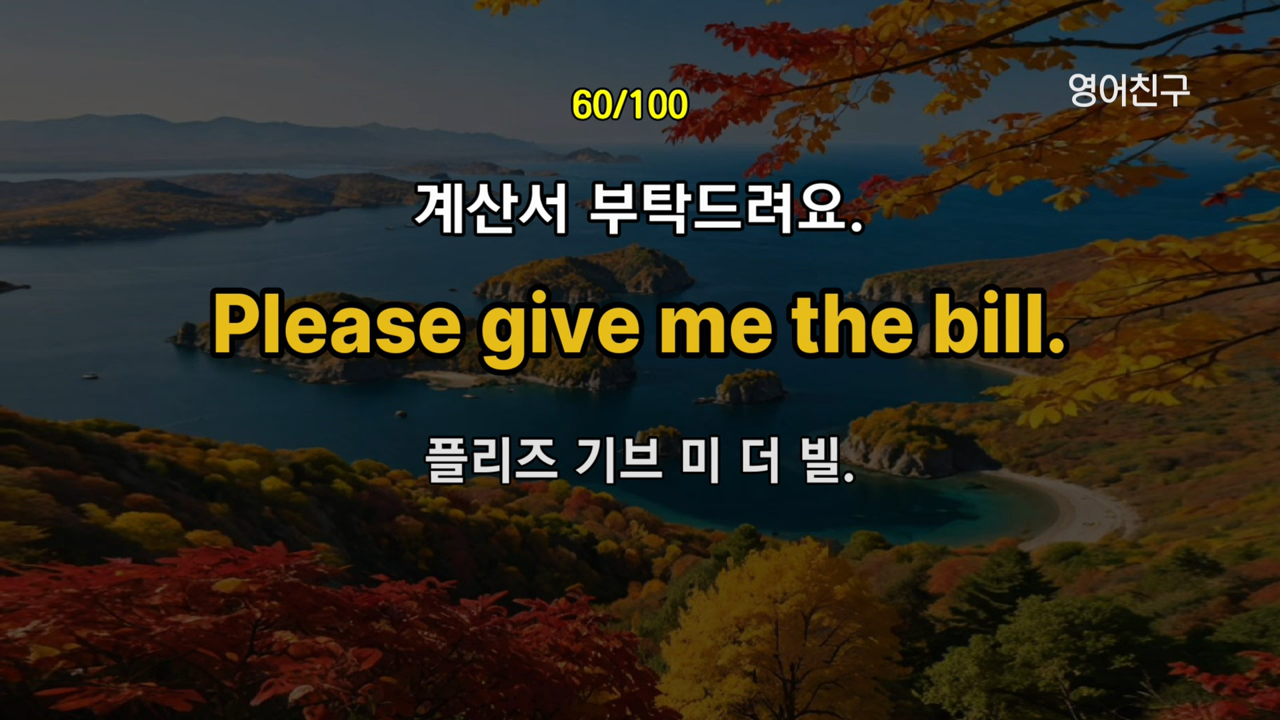 영어친구
60/100
계산서 부탁드려요.
Please give me the bill.
플리즈 기브 미 더 빌.